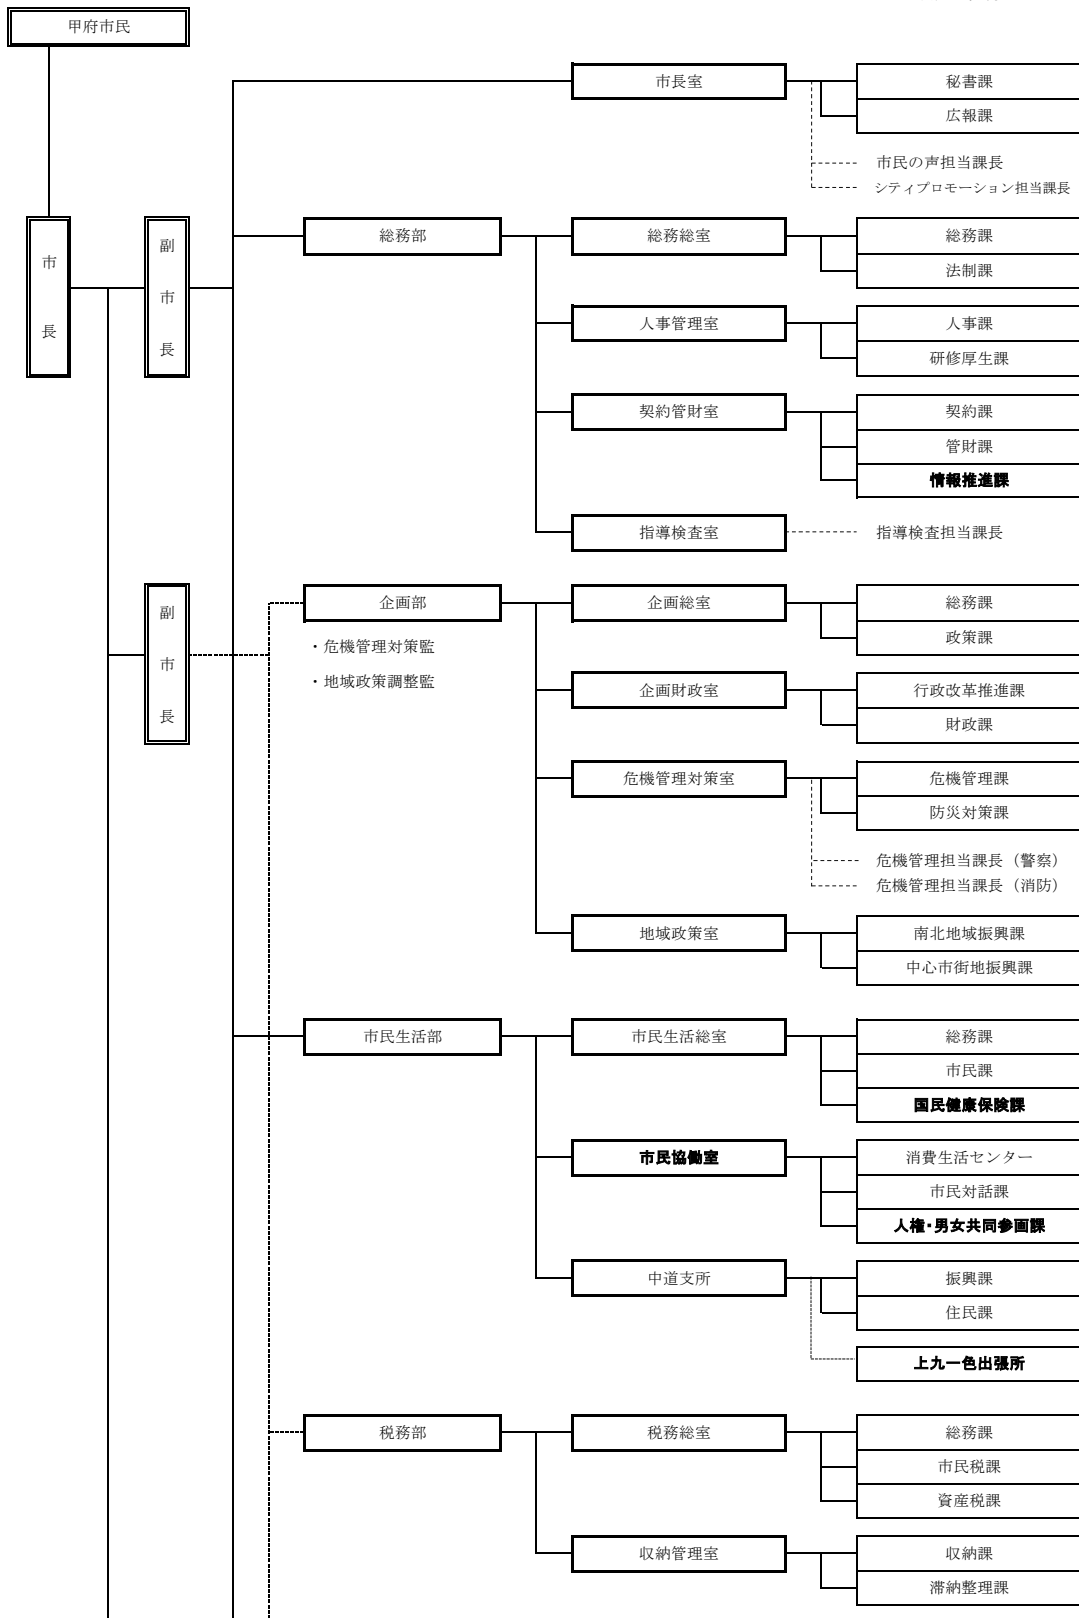 甲府市民
市長室
秘書課
広報課
市民の声担当課長
シティプロモーション担当課長
市長
副市長
総務部
総務総室
総務課
法制課
人事管理室
人事課
研修厚生課
契約管財室
契約課
管財課
情報推進課
指導検査室
指導検査担当課長
副市長
企画部
・危機管理対策監
・地域政策調整監
企画総室
総務課
政策課
企画財政室
行政改革推進課
財政課
危機管理対策室
危機管理課
防災対策課
危機管理担当課長（警察）
危機管理担当課長（消防）
地域政策室
南北地域振興課
中心市街地振興課
市民生活部
市民生活総室
総務課
市民課
国民健康保険課
市民協働室
消費生活センター
市民対話課
人権・男女共同参画課
中道支所
振興課
住民課
上九一色出張所
税務部
税務総室
総務課
市民税課
資産税課
収納管理室
収納課
滞納整理課